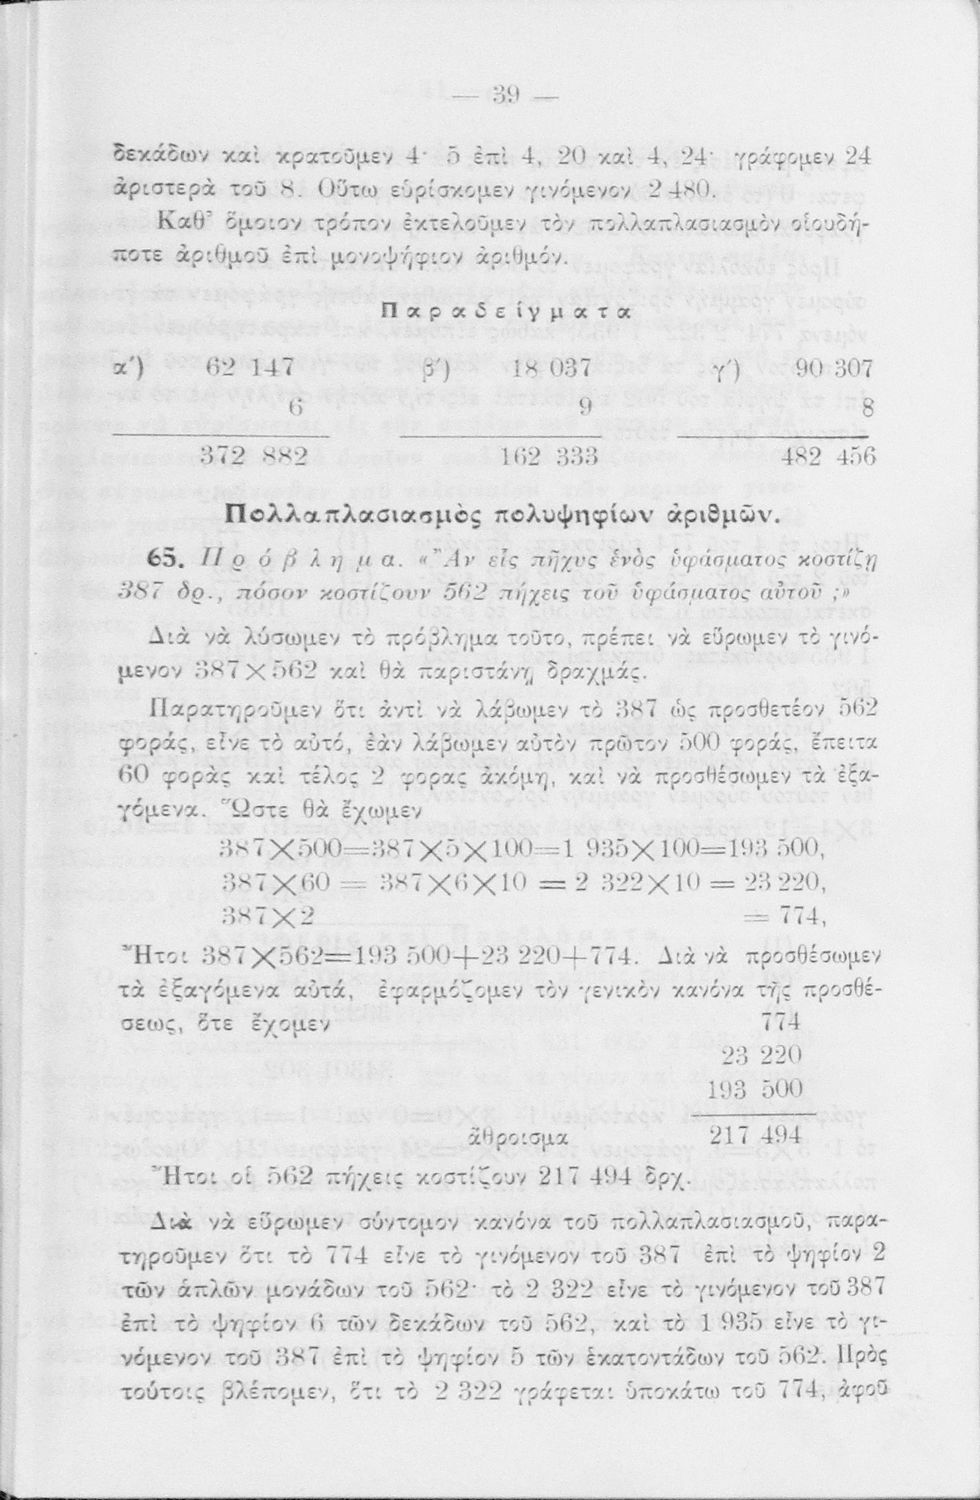 — 39 —
δεκάδων καὶ κρατοῦμεν 4· 5 ἐπὶ 4, 20 καὶ 4, 24· γράφομεν 24
ἀριστερὰ τοῦ 8. Οὕτω εὑρίσκομεν γινόμενον 2 480.
Καθ' ὅμοιον τρόπον ἐκτελοῦμεν τὸν πολλαπλασιασμὸν οἱουδή-
ποτε ἀριθμοῦ ἐπὶ μονοψήφιον ἀριθμόν.
Παραδείγματα
α') 62 147 β') 18 037 γ') 90 307
6 9 8
372 882 162 333 482 456
Πολλαπλασιασμὸς πολυψηφίων ἀριθμῶν.
65. Πρόβλημα. «Ἂν εἷς πῆχυς ἑνὸς ὑφάσματος κοστίζῃ
387 δρ., πόσον κοστίζουν 562 πήχεις τοῦ ὑφάσματος αὐτοῦ ;»
Διὰ νὰ λύσωμεν τὸ πρόβλημα τοῦτο, πρέπει νὰ εὕρωμεν τὸ γινό-
μενον 387×562 καὶ θὰ παριστάνῃ δραχμάς.
Παρατηροῦμεν ὅτι ἀντὶ νὰ λάβωμεν τὸ 387 ὡς προσθετέον 562
φοράς, εἶνε τὸ αὐτό, ἐὰν λάβωμεν αὐτὸν πρῶτον 500 φοράς, ἔπειτα
60 φορὰς καὶ τέλος 2 φορας ἀκόμη, καὶ νὰ προσθέσωμεν τὰ ἐξα-
γόμενα. Ὥστε θὰ ἔχωμεν
387×500=387×5×100=1 935×100=193 500,
387×60 = 387×6×10 = 2 322×10 = 23 220,
387×2 = 774,
Ἤτοι 387×562=193 500+23 220+774. Διὰ νὰ προσθέσωμεν
τὰ ἐξαγόμενα αὐτά, ἐφαρμόζομεν τὸν γενικὸν κανόνα τῆς προσθέ-
σεως, ὅτε ἔχομεν 774
23 220
193 500
ἄθροισμα 217 494
Ἤτοι οἱ 562 πήχεις κοστίζουν 217 494 δρχ.
Διὰ νὰ εὕρωμεν σύντομον κανόνα τοῦ πολλαπλασιασμοῦ, παρα-
τηροῦμεν ὅτι τὸ 774 εἶνε τὸ γινόμενον τοῦ 387 ἐπὶ τὸ ψηφίον 2
τῶν ἁπλῶν μονάδων τοῦ 562· τὸ 2 322 εἶνε τὸ γινόμενον τοῦ 387
ἐπὶ τὸ ψηφίον 6 τῶν δεκάδων τοῦ 562, καὶ τὸ 1 935 εἶνε τὸ γι-
νόμενον τοῦ 387 ἐπὶ τὸ ψηφίον 5 τῶν ἑκατοντάδων τοῦ 562. Πρὸς
τούτοις βλέπομεν, ὅτι τὸ 2 322 γράφεται ὑποκάτω τοῦ 774, ἀφοῦ